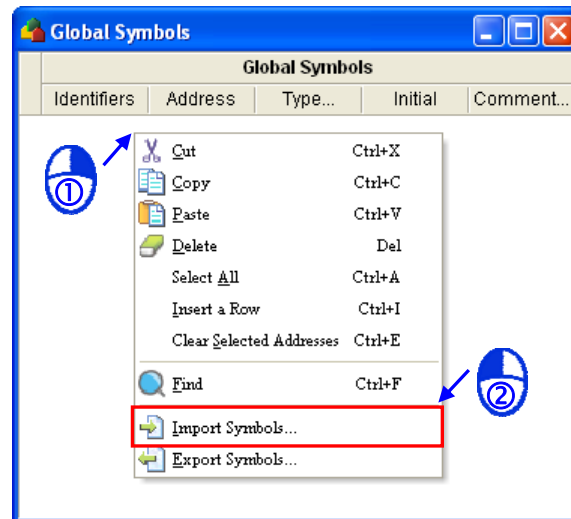 Global Symbols
Global Symbols
Identifiers Address Type... Initial Comment...
①
Cut Ctrl+X
Copy Ctrl+C
Paste Ctrl+V
Delete Del
Select All Ctrl+A
Insert a Row Ctrl+I
Clear Selected Addresses Ctrl+E
Find Ctrl+F
②
Import Symbols...
Export Symbols...